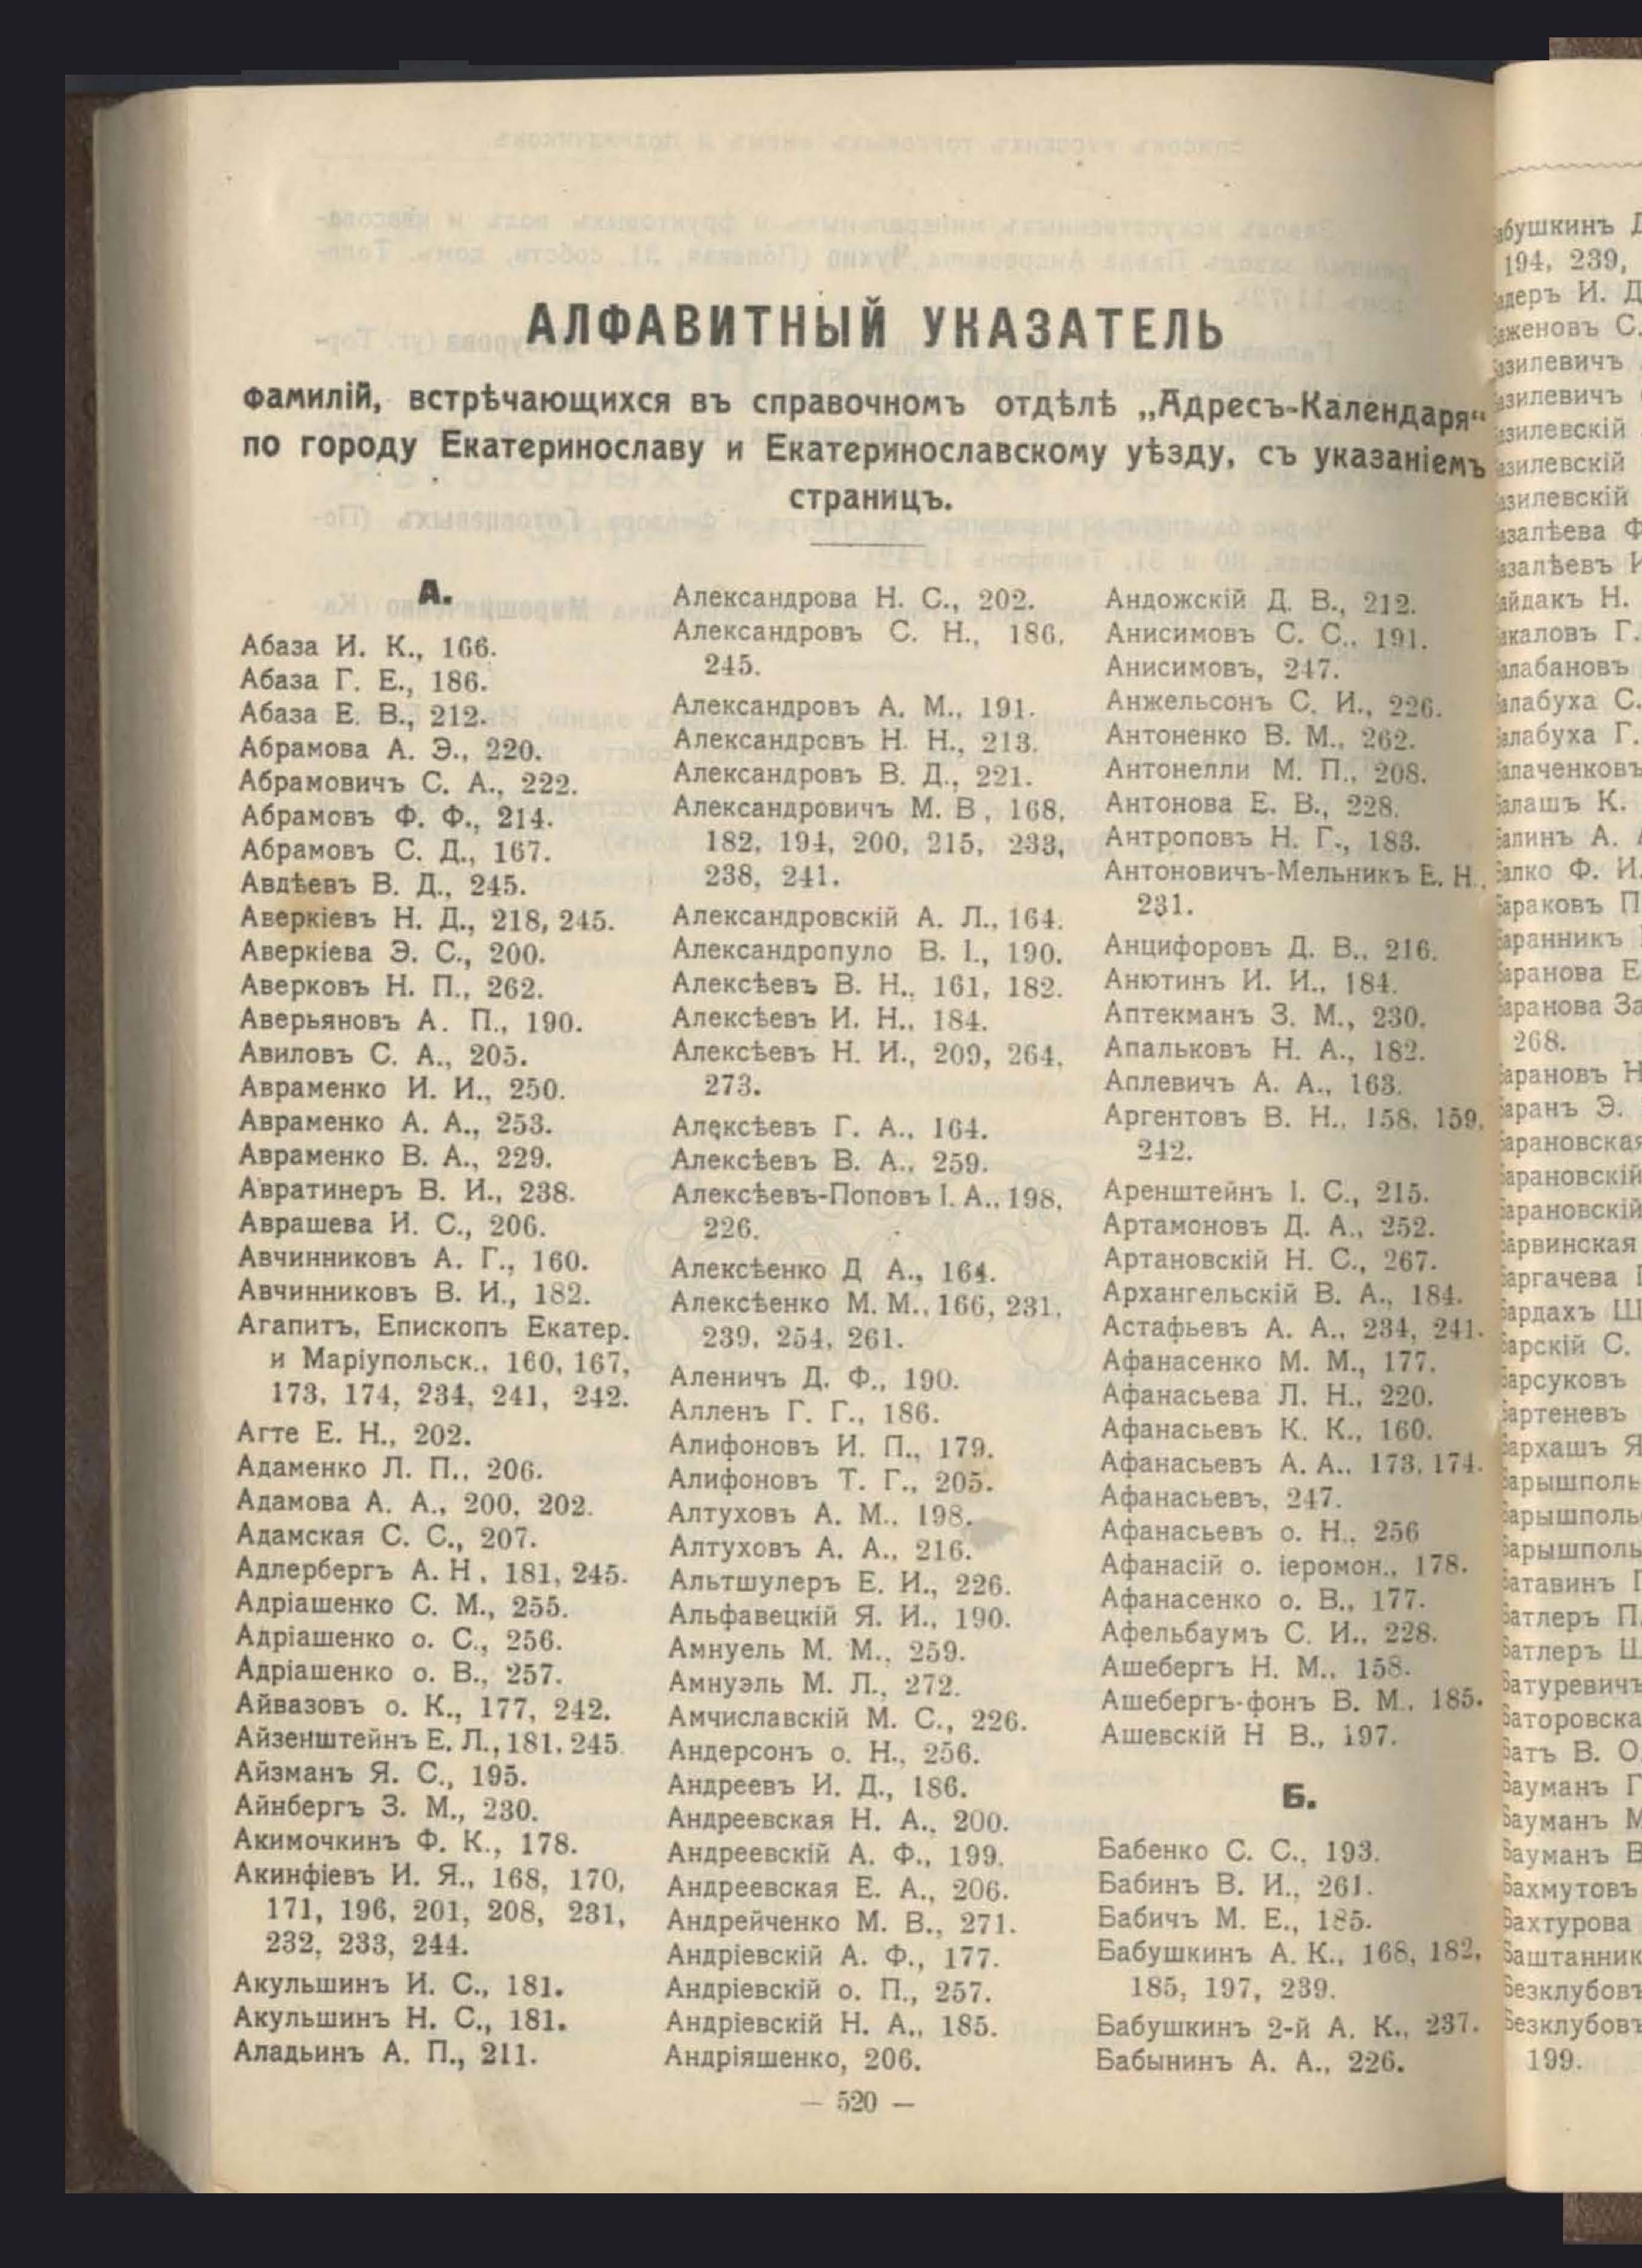 АЛФАВИТНЫЙ УКАЗАТЕЛЬ
фамилій, встрѣчающихся въ справочномъ отдѣлѣ „Адресъ-Календаря“
по городу Екатеринославу и Екатеринославскому уѣзду, съ указаніемъ
страницъ.
А.
Абаза И. К., 166.
Абаза Г. Е., 186.
Абаза Е. В., 212.
Абрамова А. Э., 220.
Абрамовичъ С. А., 222.
Абрамовъ Ф. Ф., 214.
Абрамовъ С. Д., 167.
Авдѣевъ В. Д., 245.
Аверкіевъ Н. Д., 218, 245.
Аверкіева Э. С., 200.
Аверковъ Н. П., 262.
Аверьяновъ А. П., 190.
Авиловъ С. А., 205.
Авраменко И. И., 250.
Авраменко А. А., 253.
Авраменко В. А., 229.
Авратинеръ В. И., 238.
Аврашева И. С., 206.
Авчинниковъ А. Г., 160.
Авчинниковъ В. И., 182.
Агапитъ, Епископъ Екатер.
и Маріупольск., 160, 167,
173, 174, 234, 241, 242.
Агте Е. Н., 202.
Адаменко Л. П., 206.
Адамова А. А., 200, 202.
Адамская С. С., 207.
Адлербергъ А. Н , 181, 245.
Адріашенко С. М., 255.
Адріашенко о. С., 256.
Адріашенко о. В., 257.
Айвазовъ о. К., 177, 242.
Айзенштейнъ Е. Л., 181, 245
Айзманъ Я. С., 195.
Айнбергъ З. М., 230.
Акимочкинъ Ф. К., 178.
Акинфіевъ И. Я., 168, 170,
171, 196, 201, 208, 231,
232, 233, 244.
Акульшинъ И. С., 181.
Акульшинъ Н. С., 181.
Аладьинъ А. П., 211.
Александрова Н. С., 202.
Александровъ С. Н., 186,
245.
Александровъ А. М., 191.
Александровъ Н. Н., 213.
Александровъ В. Д., 221.
Александровичъ М. В , 168,
182, 194, 200, 215, 233,
238, 241.
Александровскій А. Л., 164.
Александропуло В. І., 190.
Алексѣевъ В. Н., 161, 182.
Алексѣевъ И. Н., 184.
Алексѣевъ Н. И., 209, 264,
273.
Алексѣевъ Г. А., 164.
Алексѣевъ В. А., 259.
Алексѣевъ-Поповъ І. А., 198,
226.
Алексѣенко Д А., 164.
Алексѣенко М. М., 166, 231,
239, 254, 261.
Аленичъ Д. Ф., 190.
Алленъ Г. Г., 186.
Алифоновъ И. П., 179.
Алифоновъ Т. Г., 205.
Алтуховъ А. М., 198.
Алтуховъ А. А., 216.
Альтшулеръ Е. И., 226.
Альфавецкій Я. И., 190.
Амнуель М. М., 259.
Амнуэль М. Л., 272.
Амчиславскій М. С., 226.
Андерсонъ о. Н., 256.
Андреевъ И. Д., 186.
Андреевская Н. А., 200.
Андреевскій А. Ф., 199.
Андреевская Е. А., 206.
Андрейченко М. В., 271.
Андріевскій А. Ф., 177.
Андріевскій о. П., 257.
Андріевскій Н. А., 185.
Андріяшенко, 206.
Андожскій Д. В., 212.
Анисимовъ С. С., 191.
Анисимовъ, 247.
Анжельсонъ С. И., 226.
Антоненко В. М., 262.
Антонелли М. П., 208.
Антонова Е. В., 228.
Антроповъ Н. Г., 183.
Антоновичъ-Мельникъ Е. Н.,
231.
Анцифоровъ Д. В., 216.
Анютинъ И. И., 184.
Аптекманъ З. М., 230.
Апальковъ Н. А., 182.
Аплевичъ А. А., 163.
Аргентовъ В. Н., 158, 159,
242.
Аренштейнъ І. С., 215.
Артамоновъ Д. А., 252.
Артановскій Н. С., 267.
Архангельскій В. А., 184.
Астафьевъ А. А., 234, 241.
Афанасенко М. М., 177.
Афанасьева Л. Н., 220.
Афанасьевъ К. К., 160.
Афанасьевъ А. А., 173, 174.
Афанасьевъ, 247.
Афанасьевъ о. Н., 256
Афанасій о. іеромон., 178.
Афанасенко о. В., 177.
Афельбаумъ С. И., 228.
Ашебергъ Н. М., 158.
Ашебергъ-фонъ В. М., 185.
Ашевскій Н В., 197.
Б.
Бабенко С. С., 193.
Бабинъ В. И., 261.
Бабичъ М. Е., 185.
Бабушкинъ А. К., 168, 182,
185, 197, 239.
Бабушкинъ 2-й А. К., 237.
Бабынинъ А. А., 226.
— 520 —
194, 239,
268.
199.